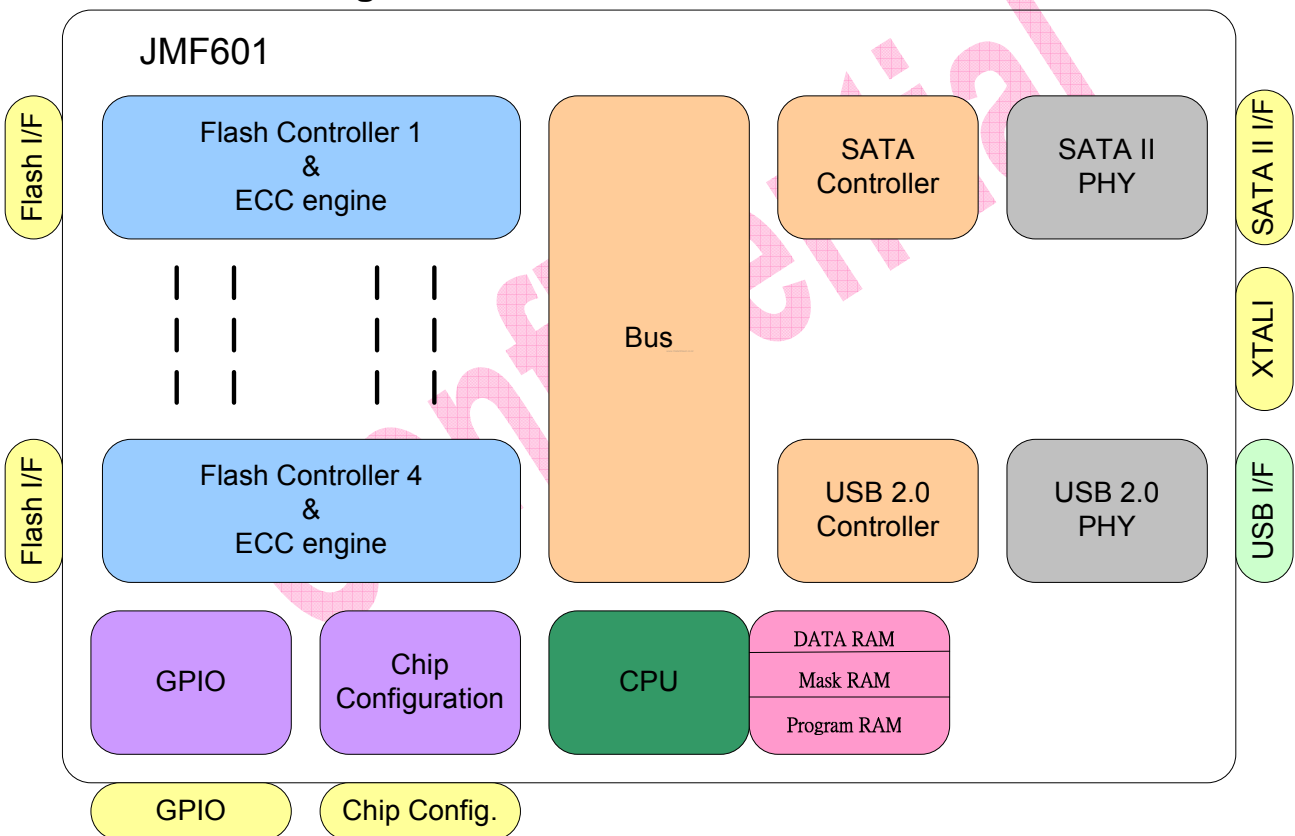 JMF601
Flash I/F
Flash Controller 1
&
ECC engine
Bus
SATA
Controller
SATA II
PHY
SATA II I/F
XTALI
Flash I/F
Flash Controller 4
&
ECC engine
USB 2.0
Controller
USB 2.0
PHY
USB I/F
GPIO
Chip
Configuration
CPU
DATA RAM
Mask RAM
Program RAM
GPIO
Chip Config.
Confidential